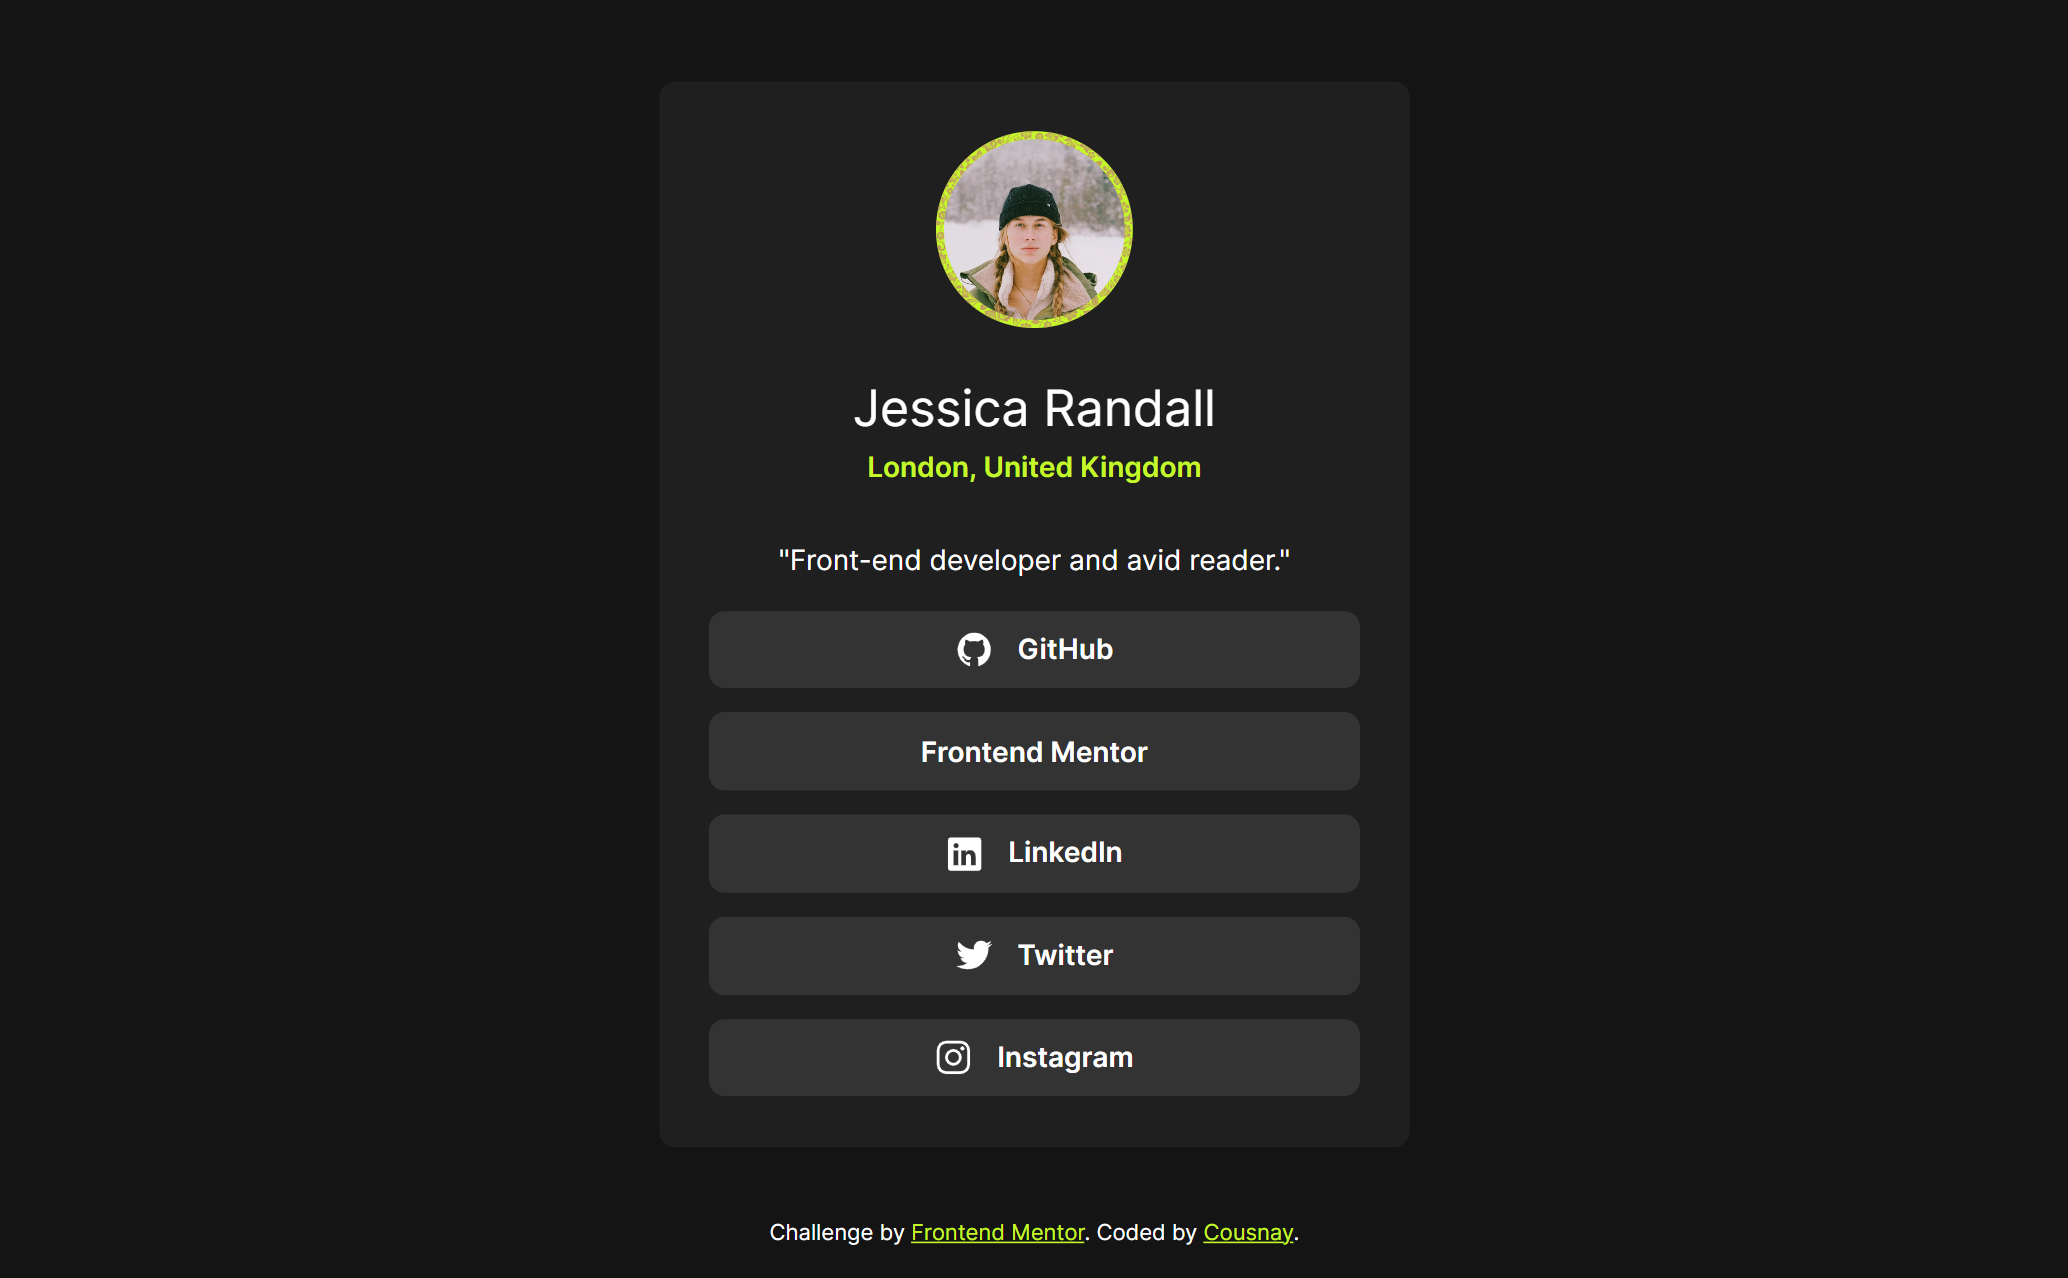 Jessica Randall
London, United Kingdom
"Front-end developer and avid reader."
GitHub
Frontend Mentor
LinkedIn
Twitter
Instagram
Challenge by Frontend Mentor. Coded by Cousnay.